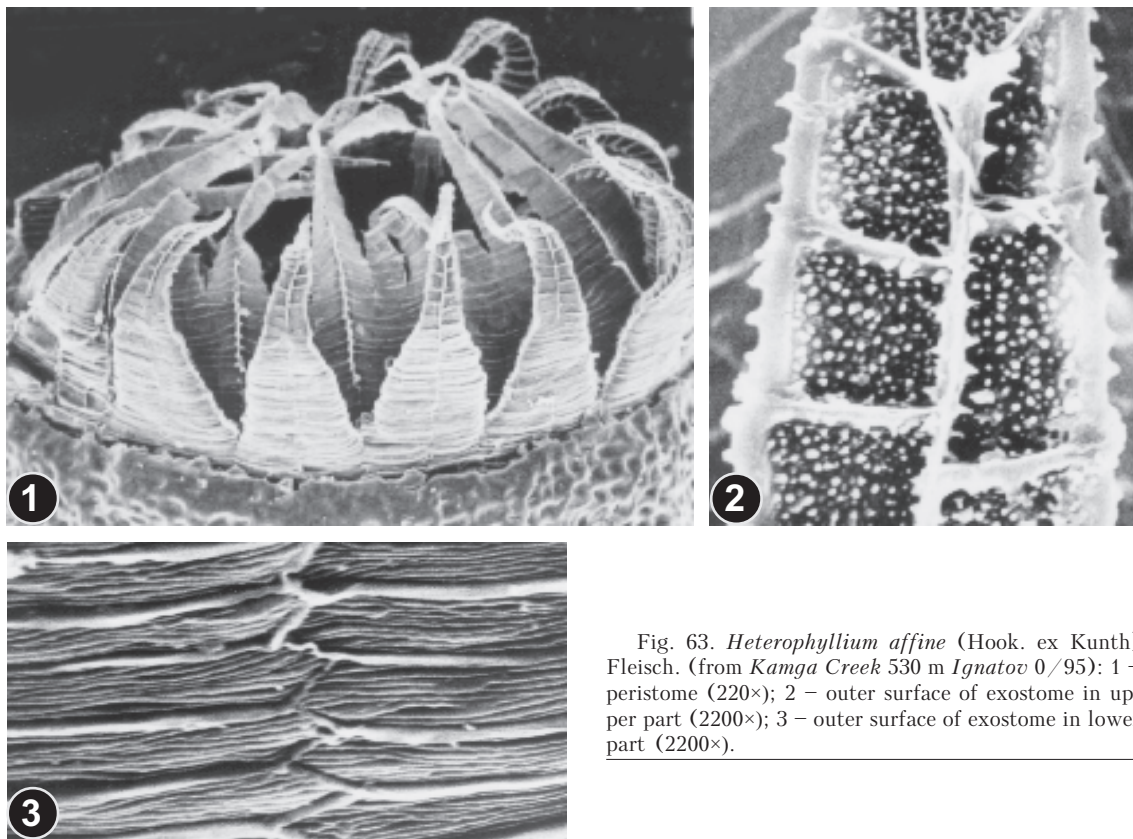 1
2
3
Fig. 63. Heterophyllium affine (Hook. ex Kunth)
Fleisch. (from Kamga Creek 530 m Ignatov 0/95): 1 –
peristome (220×); 2 – outer surface of exostome in up-
per part (2200×); 3 – outer surface of exostome in lower
part (2200×).